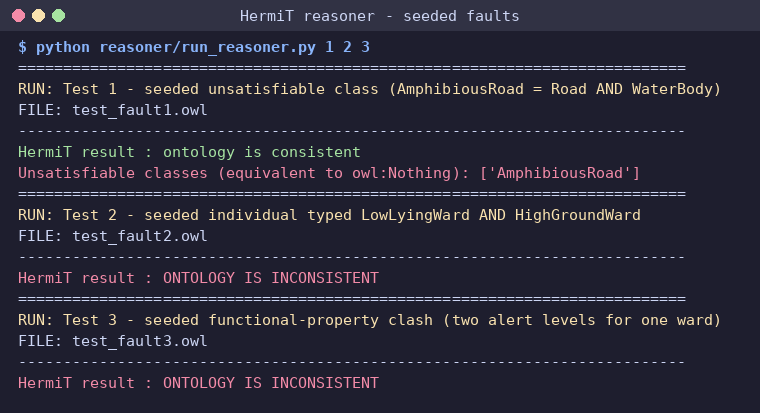 HermiT reasoner - seeded faults
$ python reasoner/run_reasoner.py 1 2 3
==========================================================================
RUN: Test 1 - seeded unsatisfiable class (AmphibiousRoad = Road AND WaterBody)
FILE: test_fault1.owl
--------------------------------------------------------------------------
HermiT result : ontology is consistent
Unsatisfiable classes (equivalent to owl:Nothing): ['AmphibiousRoad']
==========================================================================
RUN: Test 2 - seeded individual typed LowLyingWard AND HighGroundWard
FILE: test_fault2.owl
--------------------------------------------------------------------------
HermiT result : ONTOLOGY IS INCONSISTENT
==========================================================================
RUN: Test 3 - seeded functional-property clash (two alert levels for one ward)
FILE: test_fault3.owl
--------------------------------------------------------------------------
HermiT result : ONTOLOGY IS INCONSISTENT